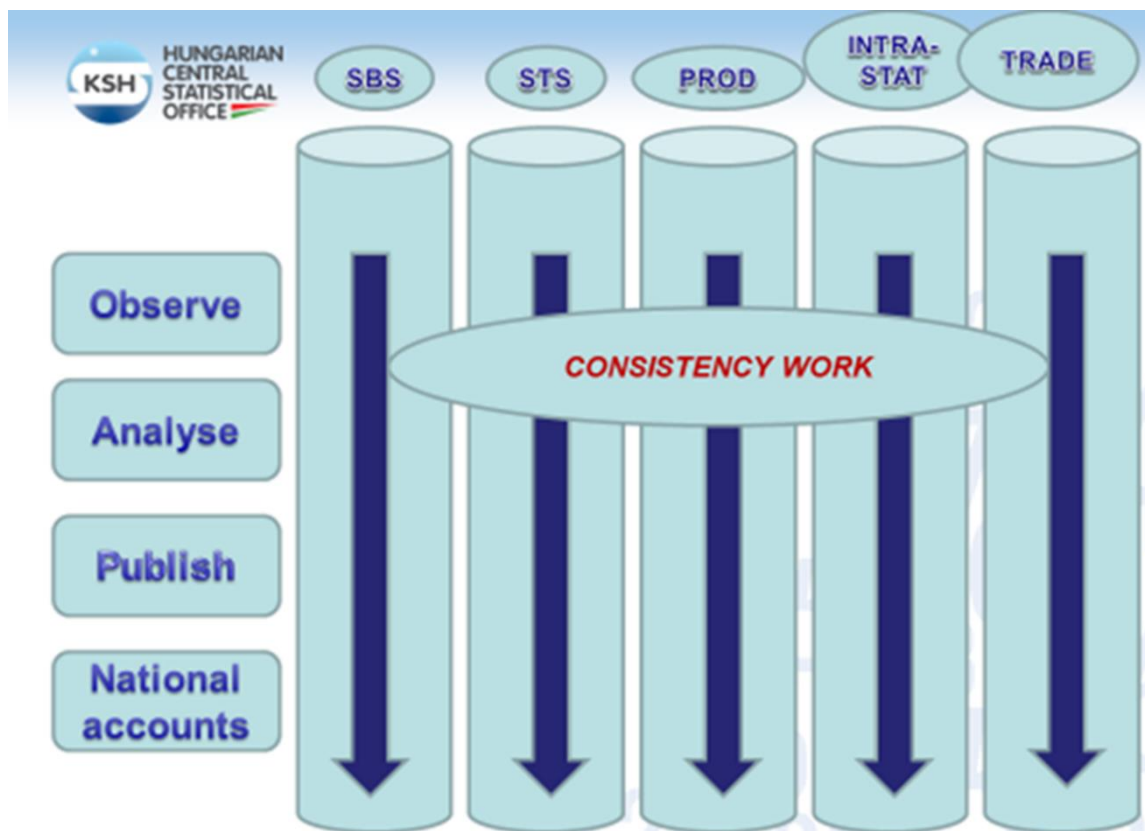 KSH
HUNGARIAN
CENTRAL
STATISTICAL
OFFICE
SBS
STS
PROD
INTRA-
STAT
TRADE
Observe
CONSISTENCY WORK
Analyse
Publish
National
accounts